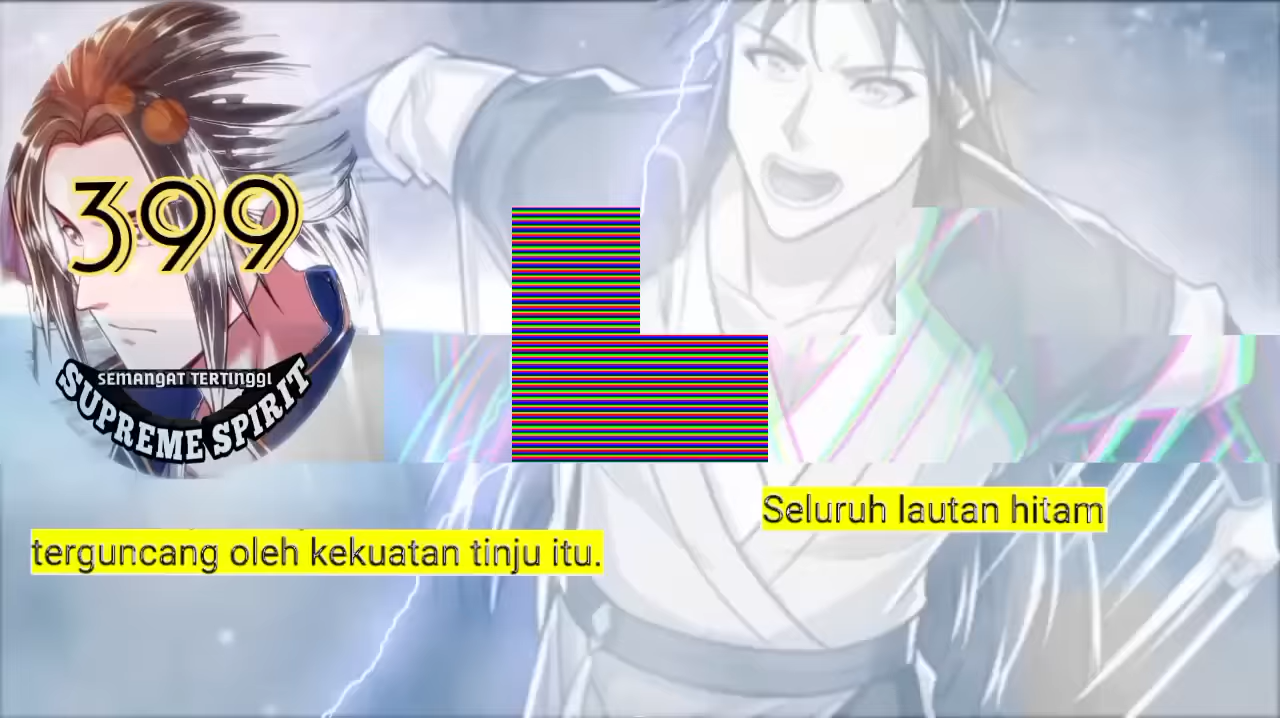 399
SEMANGAT TERTINGGI
SUPREME SPIRIT
Seluruh lautan hitam
terguncang oleh kekuatan tinju itu.